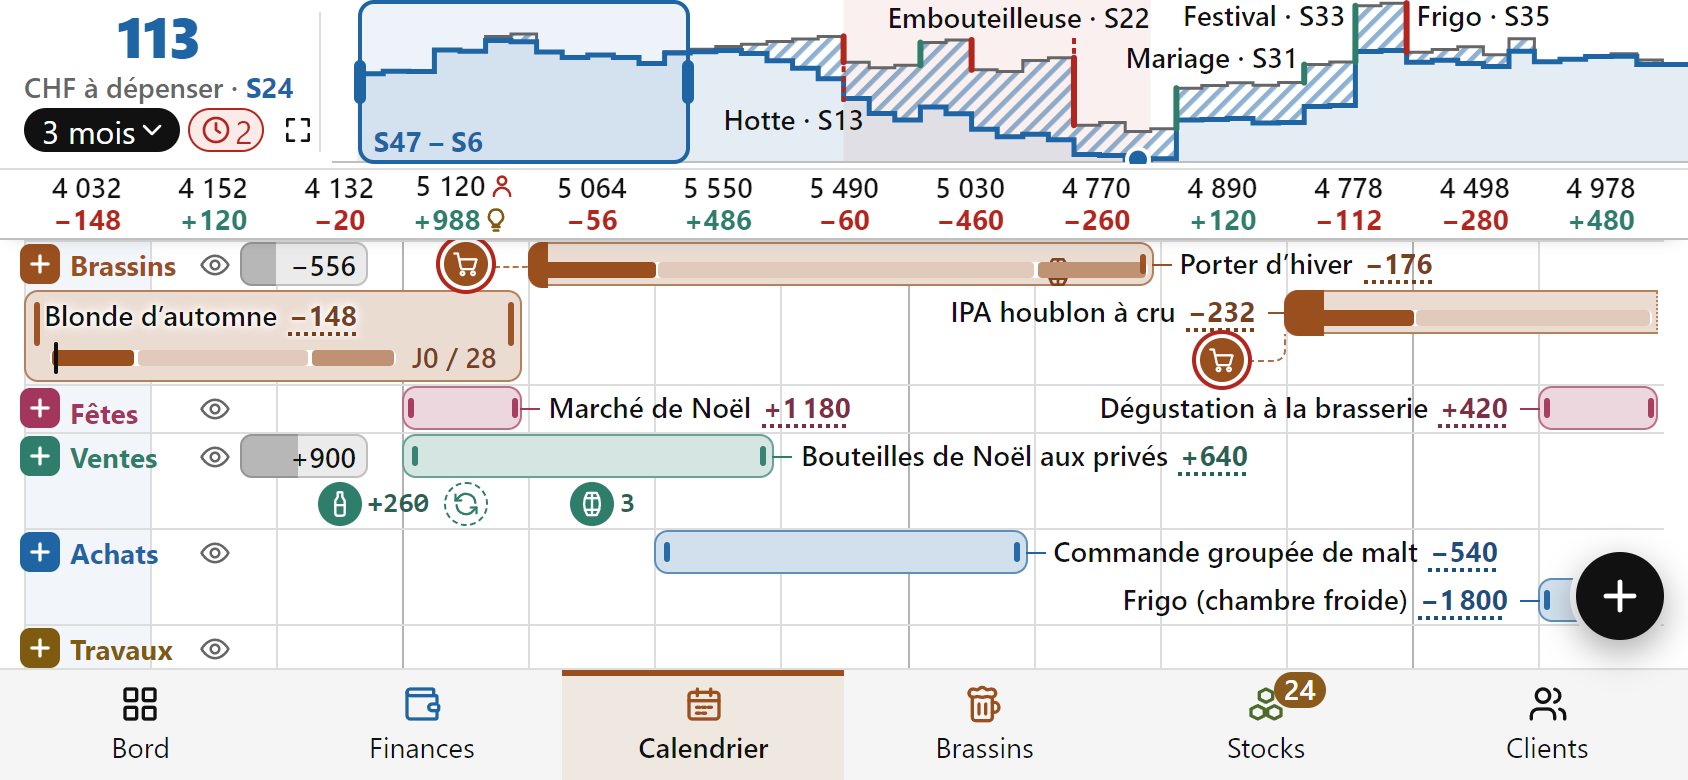 113
CHF à dépenser · S24
3 mois
2
S47 – S6
Hotte · S13
Embouteilleuse · S22
Mariage · S31
Festival · S33
Frigo · S35
4 032 4 152 4 132 5 120 5 064 5 550 5 490 5 030 4 770 4 890 4 778 4 498 4 978
−148 +120 −20 +988 −56 +486 −60 −460 −260 +120 −112 −280 +480
Brassins −556 Porter d’hiver −176
Blonde d’automne −148
J0 / 28
IPA houblon à cru −232
Fêtes Marché de Noël +1 180 Dégustation à la brasserie +420
Ventes +900 Bouteilles de Noël aux privés +640
+260 3
Achats Commande groupée de malt −540
Frigo (chambre froide) −1 800
Travaux
24
Bord Finances Calendrier Brassins Stocks Clients